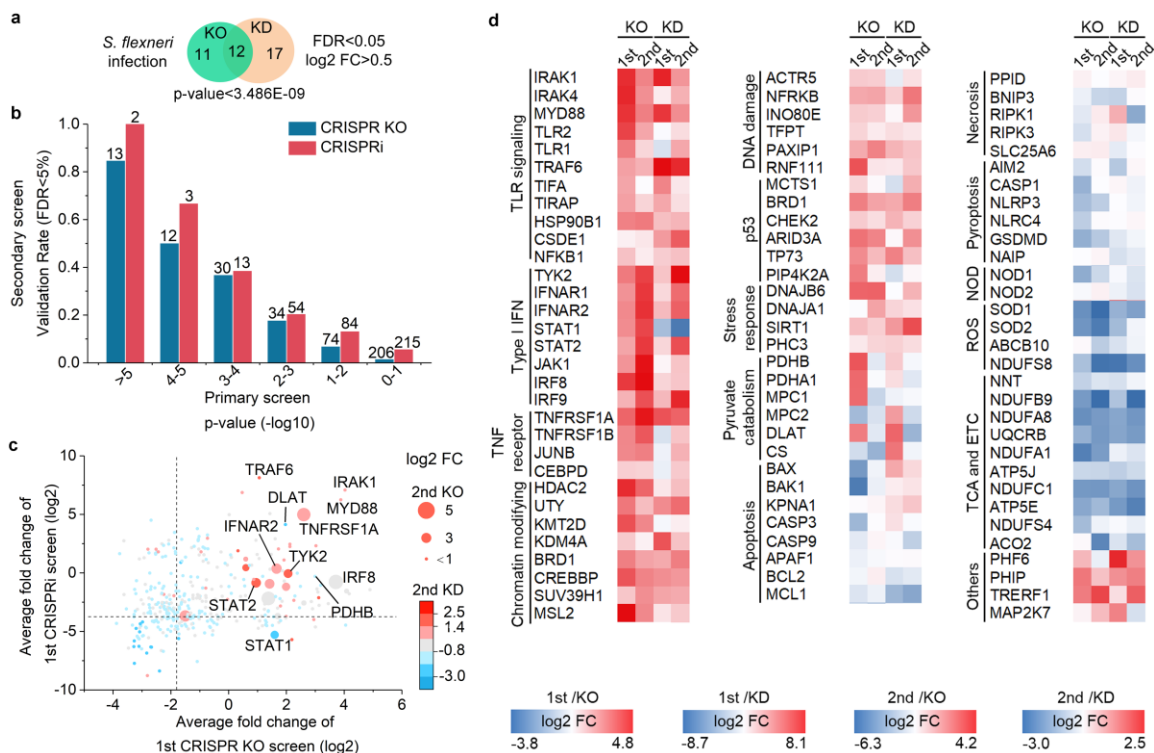 a
S. flexneri
infection
KO
KD
11
12
17
FDR<0.05
log2 FC>0.5
p-value<3.486E-09
b
Secondary screen
Validation Rate (FDR<5%)
1.0
0.8
0.6
0.4
0.2
0.0
CRISPR KO
CRISPRi
13
2
12
3
30
13
34
54
74
84
206
215
>5
4-5
3-4
2-3
1-2
0-1
Primary screen
p-value (-log10)
c
Average fold change of
1st CRISPRi screen (log2)
10
5
0
-5
-10
-4
-2
0
2
4
6
Average fold change of
1st CRISPR KO screen (log2)
TRAF6
IRAK1
DLAT
MYD88
IFNAR2
TNFRSF1A
TYK2
IRF8
STAT2
PDHB
STAT1
log2 FC
2nd KO
5
3
<1
2nd KD
2.5
1.4
-0.8
-3.0
d
KO KD
1st 2nd 1st 2nd
TLR signaling
IRAK1
IRAK4
MYD88
TLR2
TLR1
TRAF6
TIFA
TIRAP
HSP90B1
CSDE1
NFKB1
Type I IFN
TYK2
IFNAR1
IFNAR2
STAT1
STAT2
JAK1
IRF8
IRF9
TNF
receptor
TNFRSF1A
TNFRSF1B
JUNB
CEBPD
Chromatin modifying
HDAC2
UTY
KMT2D
KDM4A
BRD1
CREBBP
SUV39H1
MSL2
KO KD
1st 2nd 1st 2nd
DNA damage
ACTR5
NFRKB
INO80E
TFPT
PAXIP1
RNF111
p53
MCTS1
BRD1
CHEK2
ARID3A
TP73
PIP4K2A
Stress
response
DNAJB6
DNAJA1
SIRT1
PHC3
Pyruvate
catabolism
PDHB
PDHA1
MPC1
MPC2
DLAT
CS
Apoptosis
BAX
BAK1
KPNA1
CASP3
CASP9
APAF1
BCL2
MCL1
KO KD
1st 2nd 1st 2nd
Necrosis
PPID
BNIP3
RIPK1
RIPK3
SLC25A6
Pyroptosis
AIM2
CASP1
NLRP3
NLRC4
GSDMD
NAIP
NOD
NOD1
NOD2
ROS
SOD1
SOD2
ABCB10
TCA and ETC
NDUFS8
NNT
NDUFB9
NDUFA8
UQCRB
NDUFA1
ATP5J
NDUFC1
ATP5E
NDUFS4
ACO2
Others
PHF6
PHIP
TRERF1
MAP2K7
1st /KO
log2 FC
-3.8 4.8
1st /KD
log2 FC
-8.7 8.1
2nd /KO
log2 FC
-6.3 4.2
2nd /KD
log2 FC
-3.0 2.5